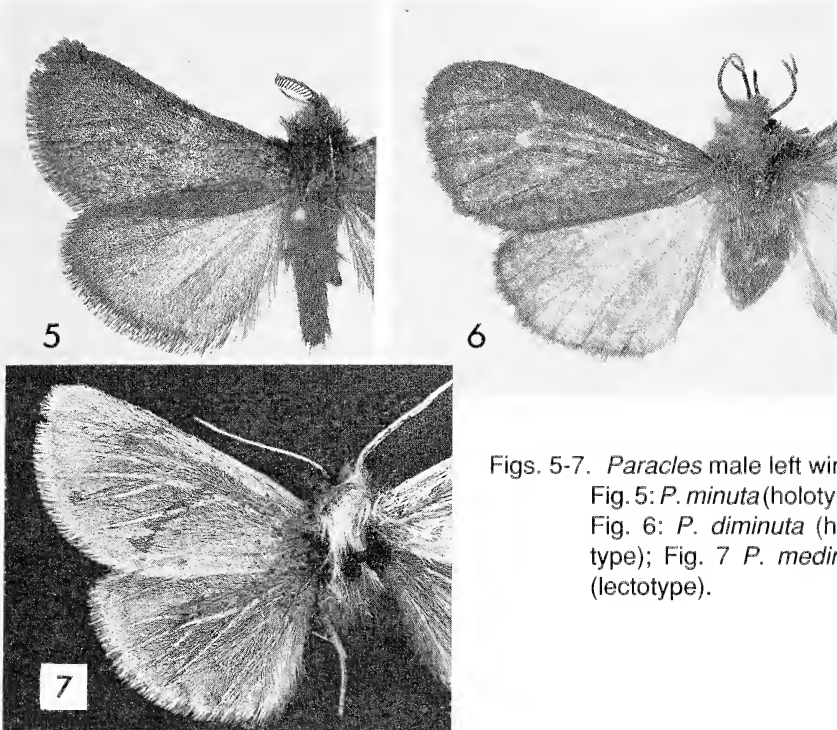 5
6
7
Figs. 5-7. Paracles male left
Fig. 5: P. minuta (holoty
Fig. 6: P. diminuta (h
type); Fig. 7 P. medir
(lectotype).